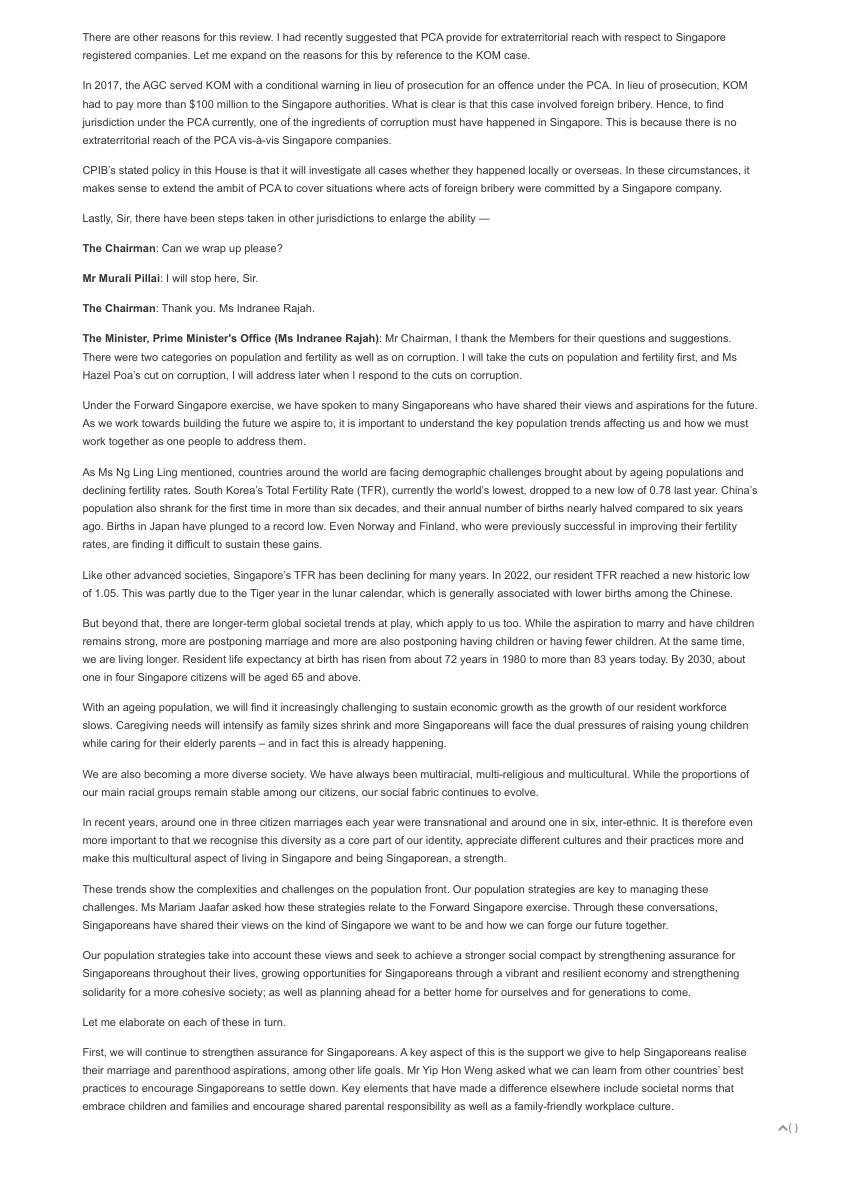 There are other reasons for this review. I had recently suggested that PCA provide for extraterritorial reach with respect to Singapore
registered companies. Let me expand on the reasons for this by reference to the KOM case.
In 2017, the AGC served KOM with a conditional warning in lieu of prosecution for an offence under the PCA. In lieu of prosecution, KOM
had to pay more than $100 million to the Singapore authorities. What is clear is that this case involved foreign bribery. Hence, to find
jurisdiction under the PCA currently, one of the ingredients of corruption must have happened in Singapore. This is because there is no
extraterritorial reach of the PCA vis-à-vis Singapore companies.
CPIB's stated policy in this House is that it will investigate all cases whether they happened locally or overseas. In these circumstances, it
makes sense to extend the ambit of PCA to cover situations where acts of foreign bribery were committed by a Singapore company.
Lastly, Sir, there have been steps taken in other jurisdictions to enlarge the ability —
The Chairman: Can we wrap up please?
Mr Murali Pillai: I will stop here, Sir.
The Chairman: Thank you. Ms Indranee Rajah.
The Minister, Prime Minister's Office (Ms Indranee Rajah): Mr Chairman, I thank the Members for their questions and suggestions.
There were two categories on population and fertility as well as on corruption. I will take the cuts on population and fertility first, and Ms
Hazel Poa's cut on corruption, I will address later when I respond to the cuts on corruption.
Under the Forward Singapore exercise, we have spoken to many Singaporeans who have shared their views and aspirations for the future.
As we work towards building the future we aspire to, it is important to understand the key population trends affecting us and how we must
work together as one people to address them.
As Ms Ng Ling Ling mentioned, countries around the world are facing demographic challenges brought about by ageing populations and
declining fertility rates. South Korea's Total Fertility Rate (TFR), currently the world's lowest, dropped to a new low of 0.78 last year. China's
population also shrank for the first time in more than six decades, and their annual number of births nearly halved compared to six years
ago. Births in Japan have plunged to a record low. Even Norway and Finland, who were previously successful in improving their fertility
rates, are finding it difficult to sustain these gains.
Like other advanced societies, Singapore's TFR has been declining for many years. In 2022, our resident TFR reached a new historic low
of 1.05. This was partly due to the Tiger year in the lunar calendar, which is generally associated with lower births among the Chinese.
But beyond that, there are longer-term global societal trends at play, which apply to us too. While the aspiration to marry and have children
remains strong, more are postponing marriage and more are also postponing having children or having fewer children. At the same time,
we are living longer. Resident life expectancy at birth has risen from about 72 years in 1980 to more than 83 years today. By 2030, about
one in four Singapore citizens will be aged 65 and above.
With an ageing population, we will find it increasingly challenging to sustain economic growth as the growth of our resident workforce
slows. Caregiving needs will intensify as family sizes shrink and more Singaporeans will face the dual pressures of raising young children
while caring for their elderly parents – and in fact this is already happening.
We are also becoming a more diverse society. We have always been multiracial, multi-religious and multicultural. While the proportions of
our main racial groups remain stable among our citizens, our social fabric continues to evolve.
In recent years, around one in three citizen marriages each year were transnational and around one in six, inter-ethnic. It is therefore even
more important to that we recognise this diversity as a core part of our identity, appreciate different cultures and their practices more and
make this multicultural aspect of living in Singapore and being Singaporean, a strength.
These trends show the complexities and challenges on the population front. Our population strategies are key to managing these
challenges. Ms Mariam Jaafar asked how these strategies relate to the Forward Singapore exercise. Through these conversations,
Singaporeans have shared their views on the kind of Singapore we want to be and how we can forge our future together.
Our population strategies take into account these views and seek to achieve a stronger social compact by strengthening assurance for
Singaporeans throughout their lives, growing opportunities for Singaporeans through a vibrant and resilient economy and strengthening
solidarity for a more cohesive society; as well as planning ahead for a better home for ourselves and for generations to come.
Let me elaborate on each of these in turn.
First, we will continue to strengthen assurance for Singaporeans. A key aspect of this is the support we give to help Singaporeans realise
their marriage and parenthood aspirations, among other life goals. Mr Yip Hon Weng asked what we can learn from other countries' best
practices to encourage Singaporeans to settle down. Key elements that have made a difference elsewhere include societal norms that
embrace children and families and encourage shared parental responsibility as well as a family-friendly workplace culture.
( )